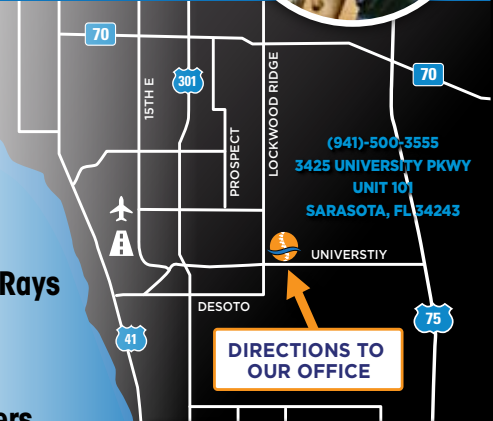 70
301
15TH E
PROSPECT
LOCKWOOD RIDGE
70
(941)-500-3555
3425 UNIVERSITY PKWY
UNIT 101
SARASOTA, FL 34243
UNIVERSTIY
Rays
DESOTO
41
75
DIRECTIONS TO
OUR OFFICE
ers